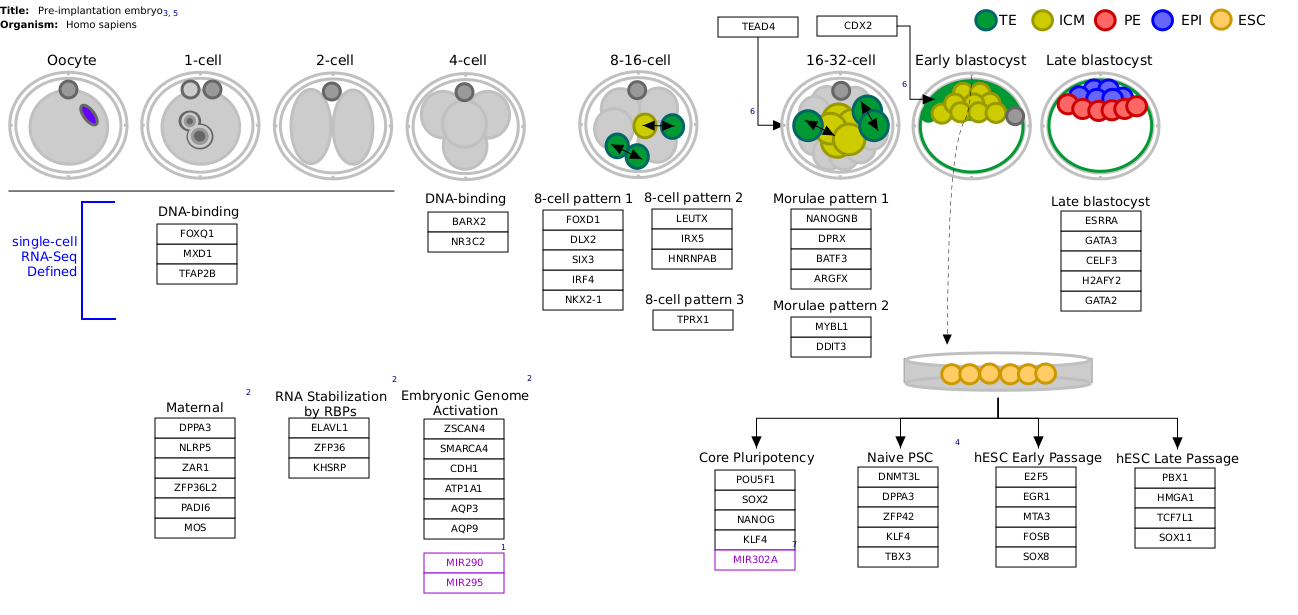 Title: Pre-implantation embryo3, 5
Organism: Homo sapiens
TEAD4
CDX2
TE
ICM
PE
EPI
ESC
Oocyte
1-cell
2-cell
4-cell
8-16-cell
16-32-cell
Early blastocyst
Late blastocyst
6
6
single-cell
RNA-Seq
Defined
DNA-binding
FOXQ1
MXD1
TFAP2B
DNA-binding
BARX2
NR3C2
8-cell pattern 1
FOXD1
DLX2
SIX3
IRF4
NKX2-1
8-cell pattern 2
LEUTX
IRX5
HNRNPAB
8-cell pattern 3
TPRX1
Morulae pattern 1
NANOGNB
DPRX
BATF3
ARGFX
Morulae pattern 2
MYBL1
DDIT3
Late blastocyst
ESRRA
GATA3
CELF3
H2AFY2
GATA2
2
Maternal
DPPA3
NLRP5
ZAR1
ZFP36L2
PADI6
MOS
2
RNA Stabilization
by RBPs
ELAVL1
ZFP36
KHSRP
2
Embryonic Genome
Activation
ZSCAN4
SMARCA4
CDH1
ATP1A1
AQP3
AQP9
1
MIR290
MIR295
Core Pluripotency
POU5F1
SOX2
NANOG
KLF4
7
MIR302A
4
Naive PSC
DNMT3L
DPPA3
ZFP42
KLF4
TBX3
hESC Early Passage
E2F5
EGR1
MTA3
FOSB
SOX8
hESC Late Passage
PBX1
HMGA1
TCF7L1
SOX11